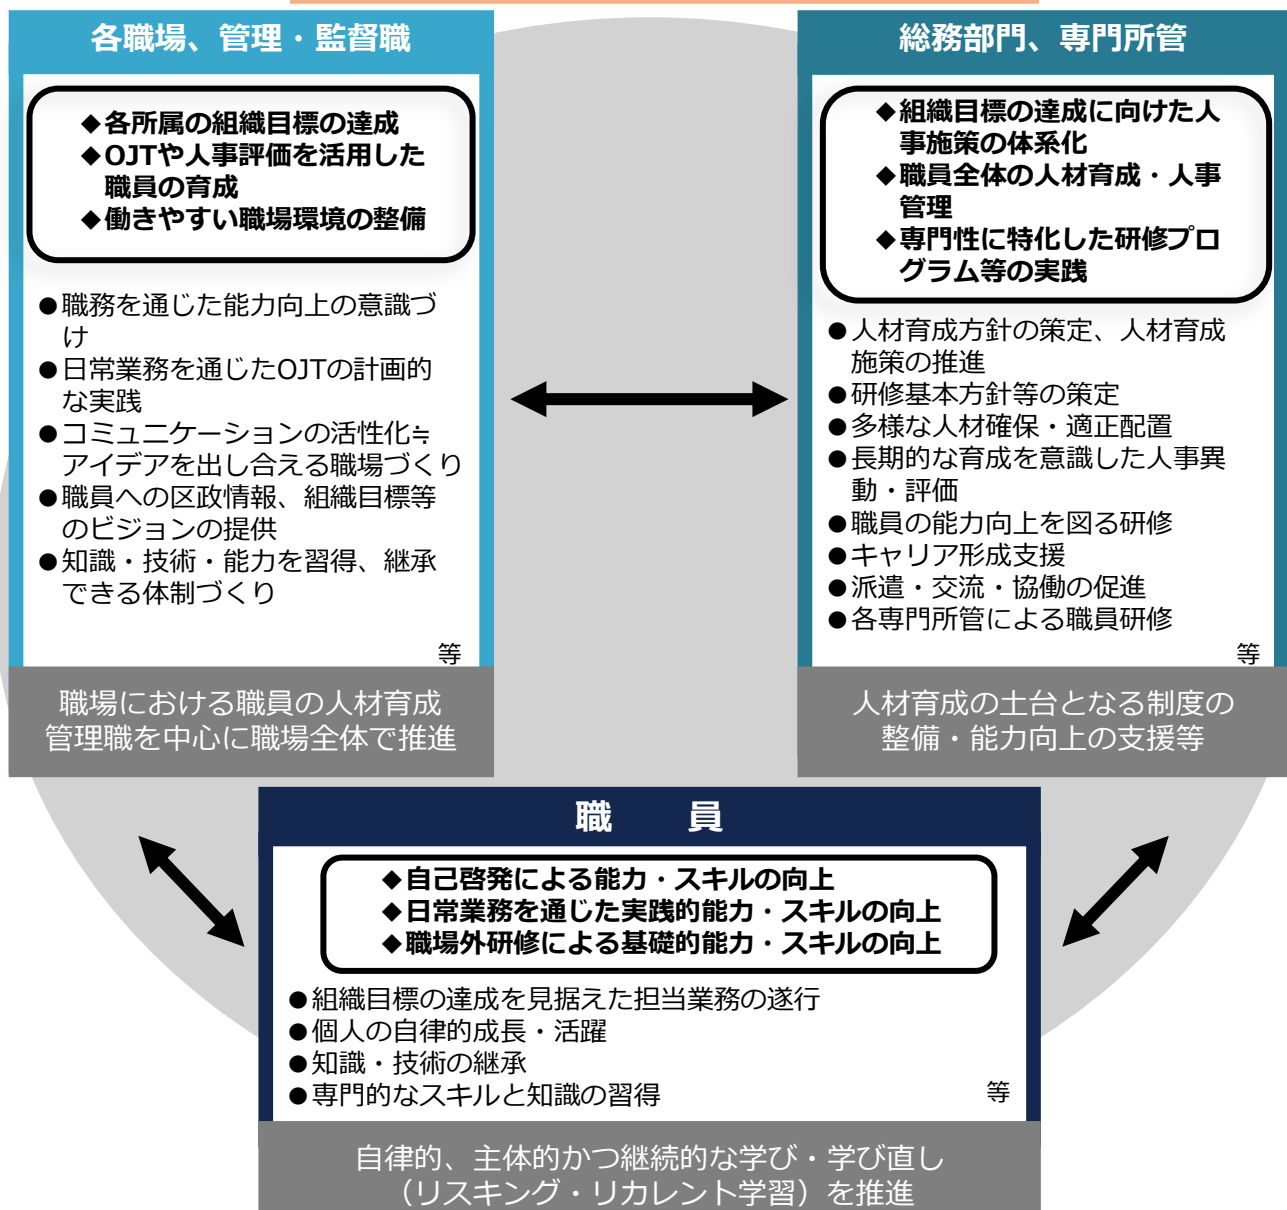 各職場、管理・監督職
◆各所属の組織目標の達成
◆OJTや人事評価を活用した
職員の育成
◆働きやすい職場環境の整備
●職務を通じた能力向上の意識づ
け
●日常業務を通じたOJTの計画的
な実践
●コミュニケーションの活性化≒
アイデアを出し合える職場づくり
●職員への区政情報、組織目標等
のビジョンの提供
●知識・技術・能力を習得、継承
できる体制づくり
等
職場における職員の人材育成
管理職を中心に職場全体で推進
総務部門、専門所管
◆組織目標の達成に向けた人
事施策の体系化
◆職員全体の人材育成・人事
管理
◆専門性に特化した研修プロ
グラム等の実践
●人材育成方針の策定、人材育成
施策の推進
●研修基本方針等の策定
●多様な人材確保・適正配置
●長期的な育成を意識した人事異
動・評価
●職員の能力向上を図る研修
●キャリア形成支援
●派遣・交流・協働の促進
●各専門所管による職員研修
等
人材育成の土台となる制度の
整備・能力向上の支援等
職　員
◆自己啓発による能力・スキルの向上
◆日常業務を通じた実践的能力・スキルの向上
◆職場外研修による基礎的能力・スキルの向上
●組織目標の達成を見据えた担当業務の遂行
●個人の自律的成長・活躍
●知識・技術の継承
●専門的なスキルと知識の習得
等
自律的、主体的かつ継続的な学び・学び直し
（リスキング・リカレント学習）を推進